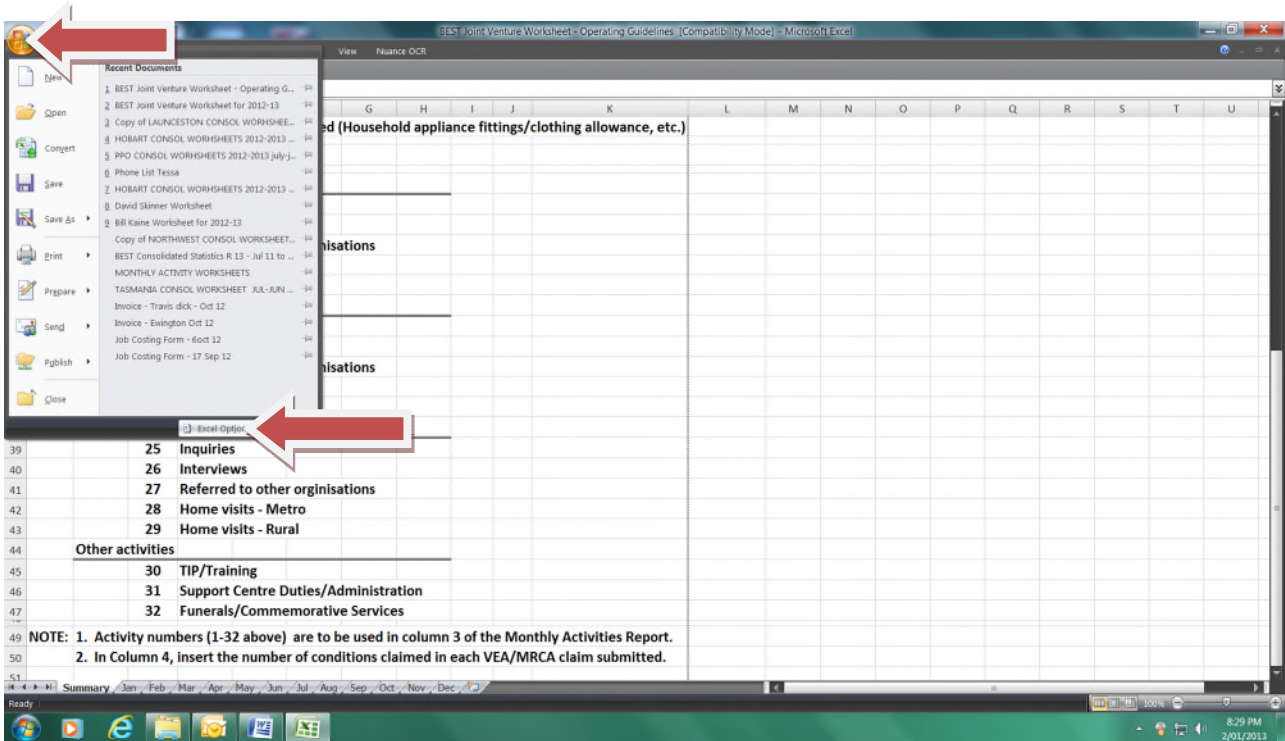 BEST Joint Venture Worksheet - Operating Guidelines [Compatibility Mode] - Microsoft Excel
View Nuance OCR
New
Open
Convert
Save
Save As
Print
Prepare
Send
Publish
Close
Recent Documents
1 BEST Joint Venture Worksheet - Operating G...
2 BEST Joint Venture Worksheet for 2012-13
3 Copy of LAUNCESTON CONSOL WORHSHEE...
4 HOBART CONSOL WORHSHEETS 2012-2013 ...
5 PPO CONSOL WORHSHEETS 2012-2013 july-j...
6 Phone List Tessa
7 HOBART CONSOL WORHSHEETS 2012-2013 ...
8 David Skinner Worksheet
9 Bill Kaine Worksheet for 2012-13
Copy of NORTHWEST CONSOL WORKSHEET...
BEST Consolidated Statistics R 13 - Jul 11 to ...
MONTHLY ACTIVITY WORKSHEETS
TASMANIA CONSOL WORKSHEET JUL-JUN ...
Invoice - Travis dick - Oct 12
Invoice - Ewington Oct 12
Job Costing Form - 6oct 12
Job Costing Form - 17 Sep 12
Excel Option
G H I J K L M N O P Q R S T U
ed (Household appliance fittings/clothing allowance, etc.)
nisations
nisations
39 25 Inquiries
40 26 Interviews
41 27 Referred to other orginisations
42 28 Home visits - Metro
43 29 Home visits - Rural
44 Other activities
45 30 TIP/Training
46 31 Support Centre Duties/Administration
47 32 Funerals/Commemorative Services
49 NOTE: 1. Activity numbers (1-32 above) are to be used in column 3 of the Monthly Activities Report.
50 2. In Column 4, insert the number of conditions claimed in each VEA/MRCA claim submitted.
51
Summary Jan Feb Mar Apr May Jun Jul Aug Sep Oct Nov Dec
Ready
100%
8:29 PM
2/01/2013